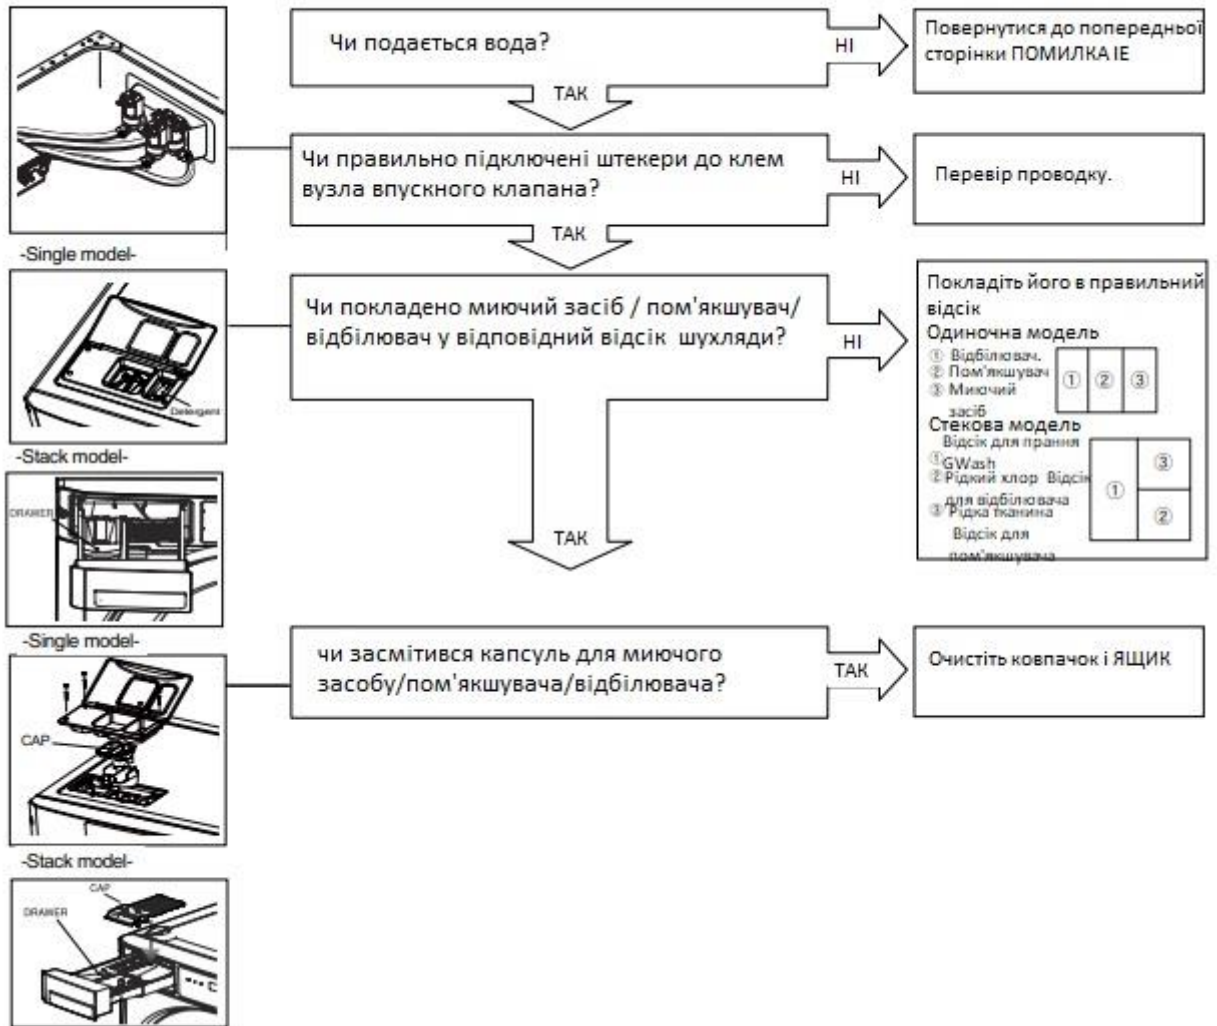 Чи подається вода?
НІ
Повернутися до попередньої
сторінки ПОМИЛКА IE
ТАК
Чи правильно підключені штекери до клем
вузла впускного клапана?
НІ
Перевір проводку.
ТАК
-Single model-
Detergent
Чи покладено миючий засіб / пом'якшувач/
відбілювач у відповідний відсік шухляди?
НІ
Покладіть його в правильний
відсік
Одиночна модель
① Відбілювач.
② Пом'якшувач
③ Миючий
засіб
① ② ③
Стекова модель
Відсік для прання
① GWash
② Рідкий хлор Відсік
для відбілювача
③ Рідка тканина
Відсік для
пом'якшувача
① ③
②
-Stack model-
DRAWER
ТАК
-Single model-
CAP
чи засмітився капсуль для миючого
засобу/пом'якшувача/відбілювача?
ТАК
Очистіть ковпачок і ЯЩИК
-Stack model-
CAP
DRAWER